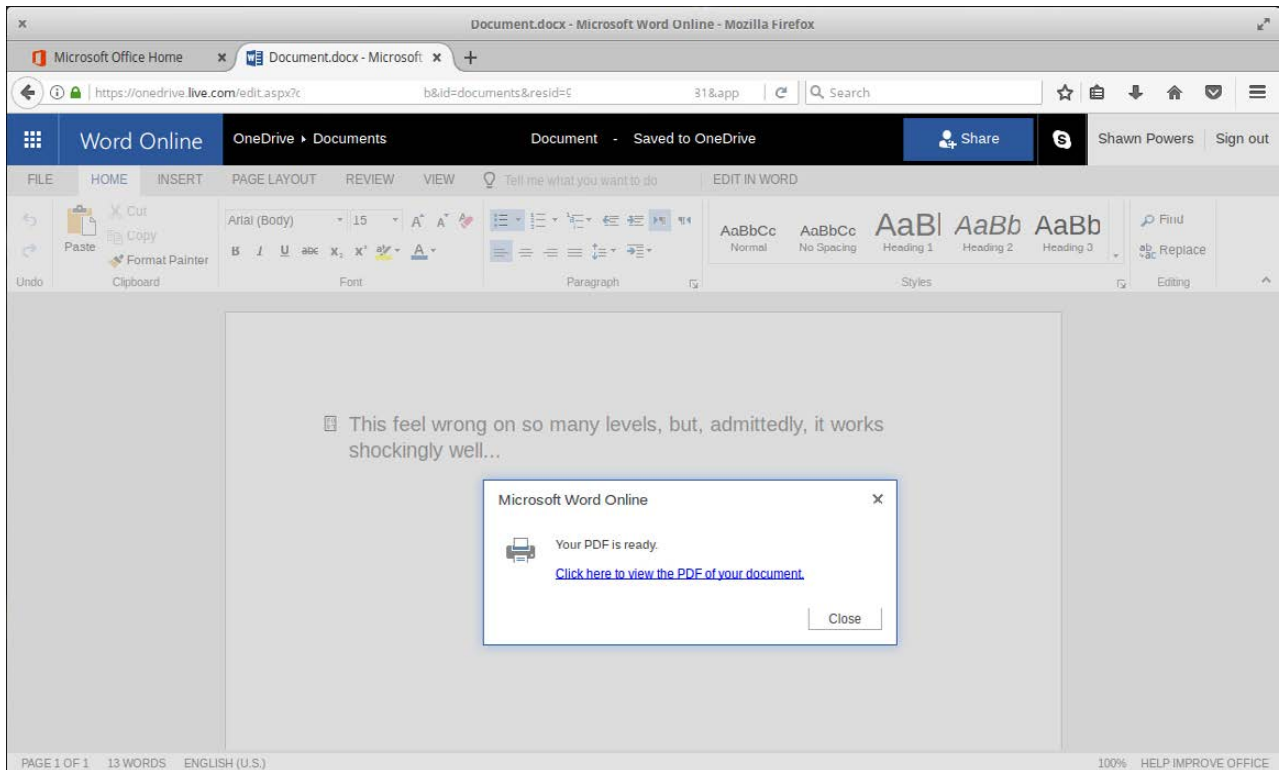 Document.docx - Microsoft Word Online - Mozilla Firefox
Microsoft Office Home
Document.docx - Microsoft
https://onedrive.live.com/edit.aspx?c b&id=documents&resid=9 31&app Search
Word Online OneDrive Documents Document - Saved to OneDrive Share Shawn Powers Sign out
FILE HOME INSERT PAGE LAYOUT REVIEW VIEW Tell me what you want to do EDIT IN WORD
Cut
Copy
Paste
Format Painter
Arial (Body) 15
B I U abc
AaBbCc AaBbCc AaBl AaBb AaBb
Normal No Spacing Heading 1 Heading 2 Heading 3
Find
Replace
Undo Clipboard Font Paragraph Styles Editing
This feel wrong on so many levels, but, admittedly, it works
shockingly well...
Microsoft Word Online
Your PDF is ready.
Click here to view the PDF of your document.
Close
PAGE 1 OF 1 13 WORDS ENGLISH (U.S.) 100% HELP IMPROVE OFFICE